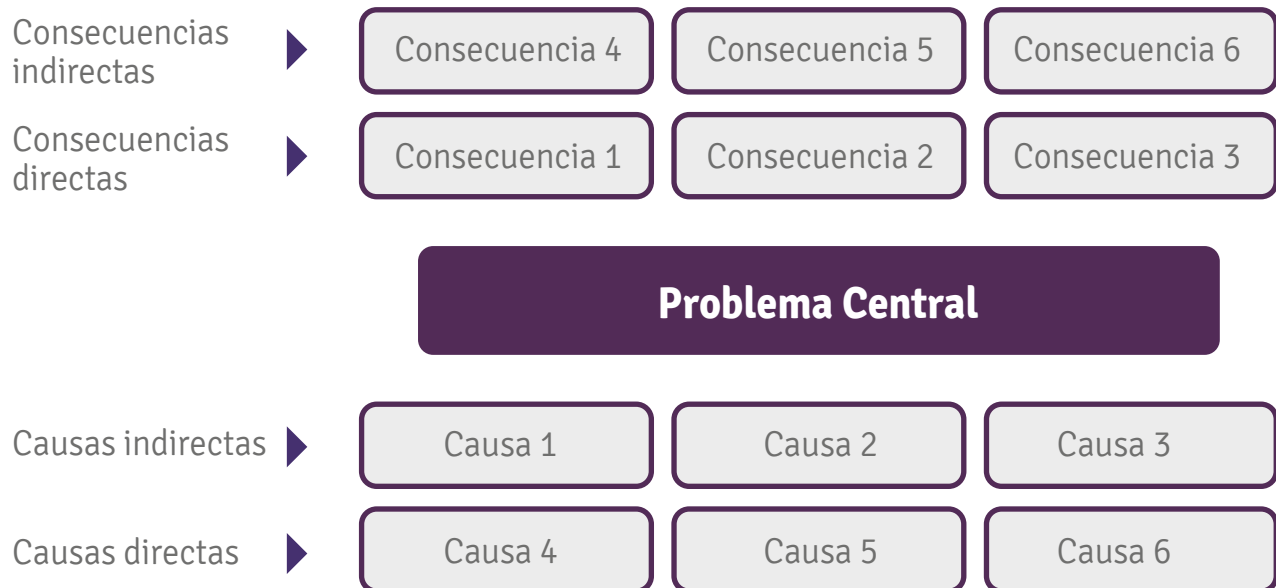 Consecuencias
indirectas
Consecuencia 4
Consecuencia 5
Consecuencia 6
Consecuencias
directas
Consecuencia 1
Consecuencia 2
Consecuencia 3
Problema Central
Causas indirectas
Causa 1
Causa 2
Causa 3
Causas directas
Causa 4
Causa 5
Causa 6